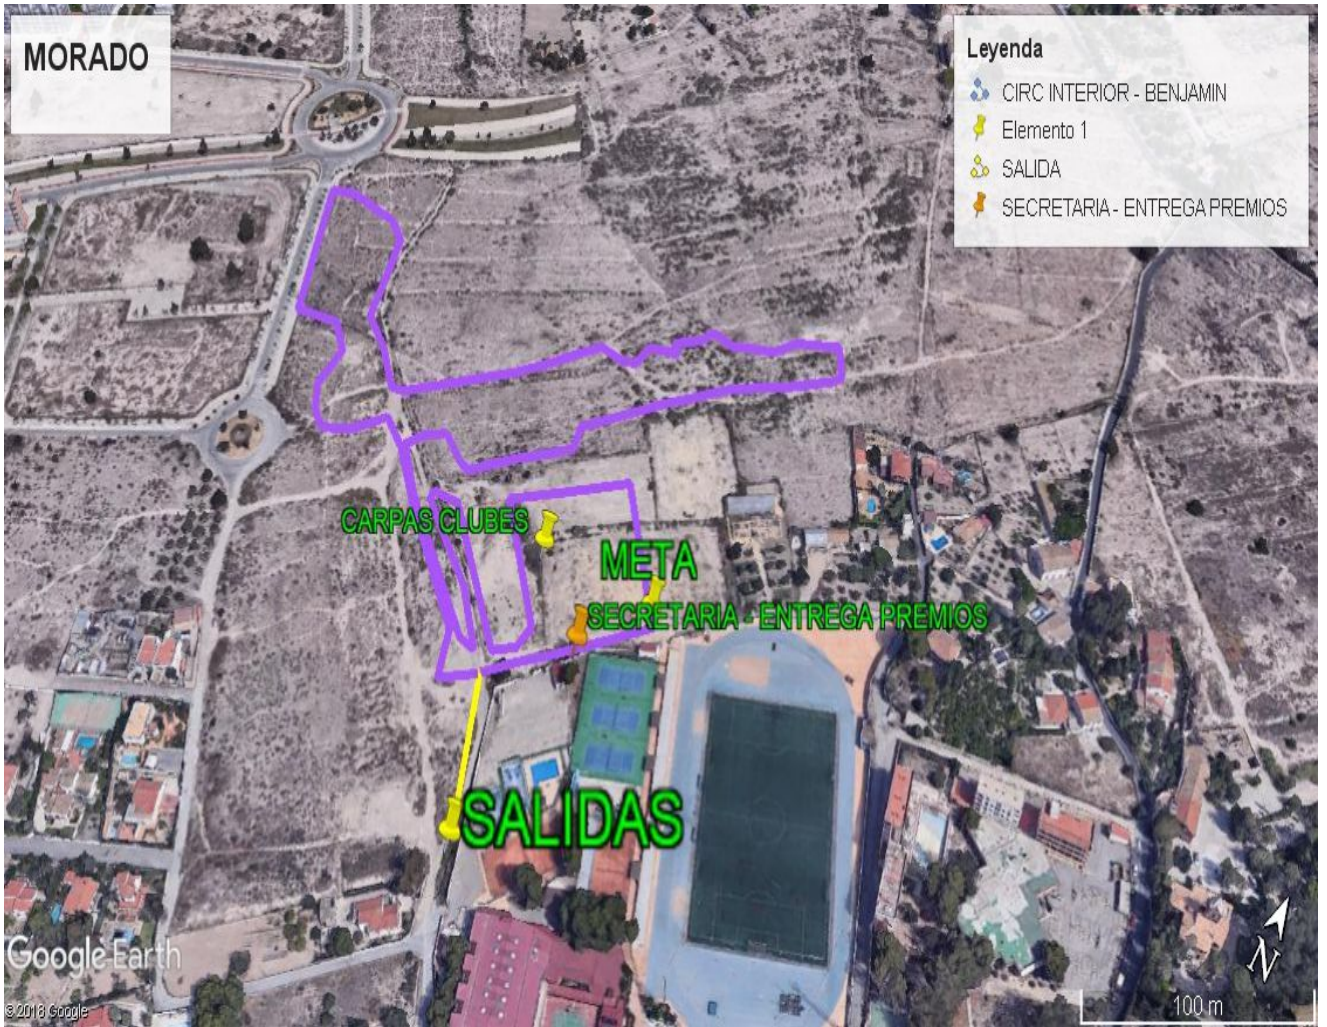 MORADO
Leyenda
CIRC INTERIOR - BENJAMIN
Elemento 1
SALIDA
SECRETARIA - ENTREGA PREMIOS
CARPAS CLUBES
META
SECRETARIA - ENTREGA PREMIOS
SALIDAS
Google Earth
© 2018 Google
N
100 m